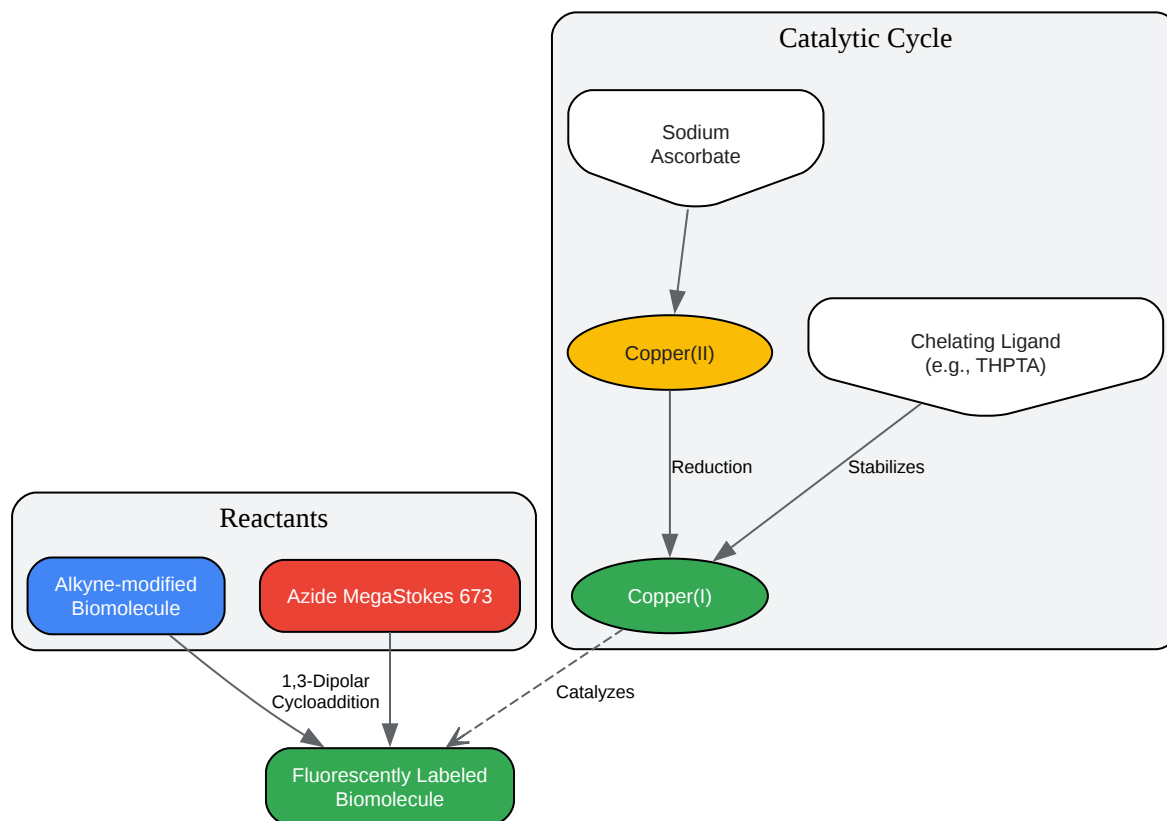 Catalytic Cycle
Sodium
Ascorbate
Copper(II)
Chelating Ligand
(e.g., THPTA)
Reduction
Stabilizes
Reactants
Alkyne-modified
Biomolecule
Azide MegaStokes 673
Copper(I)
1,3-Dipolar
Cycloaddition
Catalyzes
Fluorescently Labeled
Biomolecule